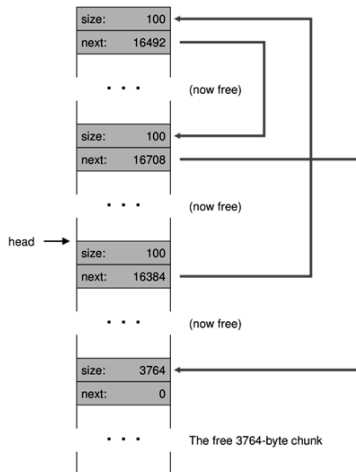 size: 100
next: 16492
. . .
(now free)
size: 100
next: 16708
. . .
(now free)
head
size: 100
next: 16384
. . .
(now free)
size: 3764
next: 0
. . .
The free 3764-byte chunk